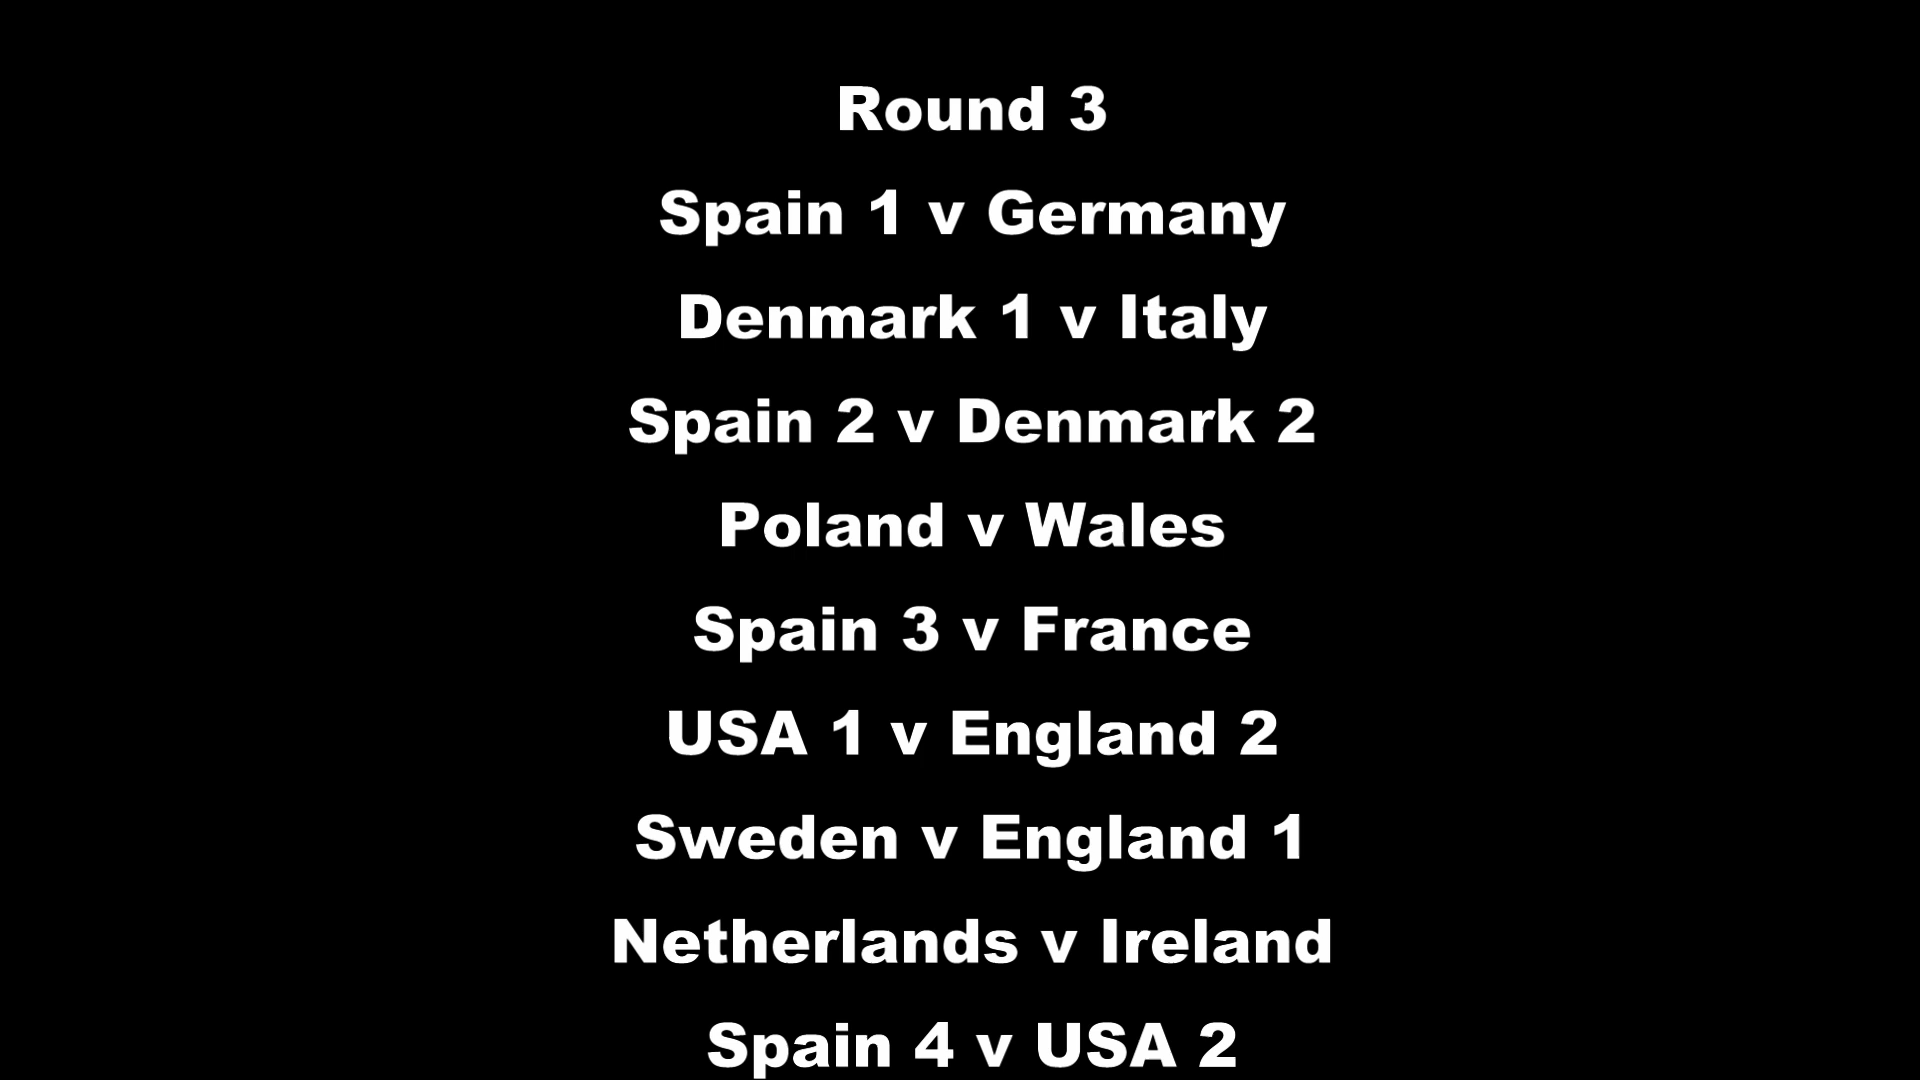 Round 3
Spain 1 v Germany
Denmark 1 v Italy
Spain 2 v Denmark 2
Poland v Wales
Spain 3 v France
USA 1 v England 2
Sweden v England 1
Netherlands v Ireland
Spain 4 v USA 2